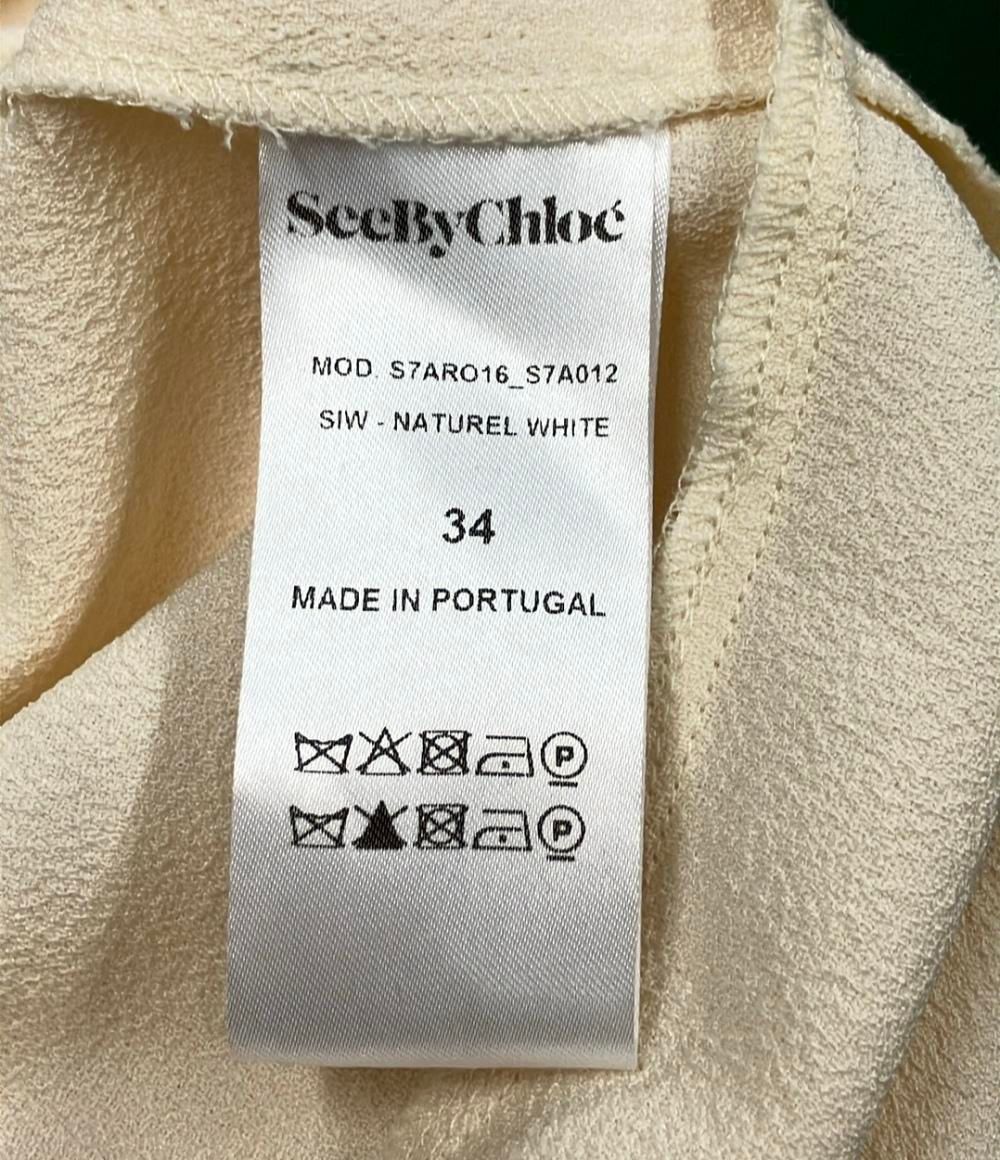 SeeByChloé
MOD. S7ARO16_S7A012
SIW - NATUREL WHITE
34
MADE IN PORTUGAL
P
P